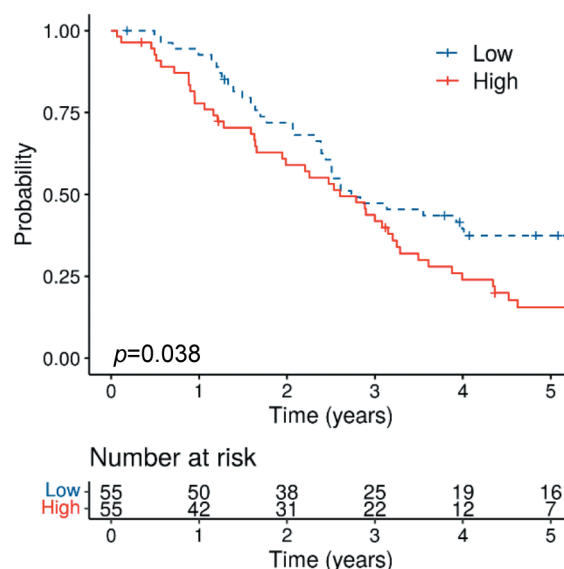 1.00
0.75
0.50
0.25
0.00
Probability
Low
High
p=0.038
0 1 2 3 4 5
Time (years)
Number at risk
Low 55 50 38 25 19 16
High 55 42 31 22 12 7
0 1 2 3 4 5
Time (years)